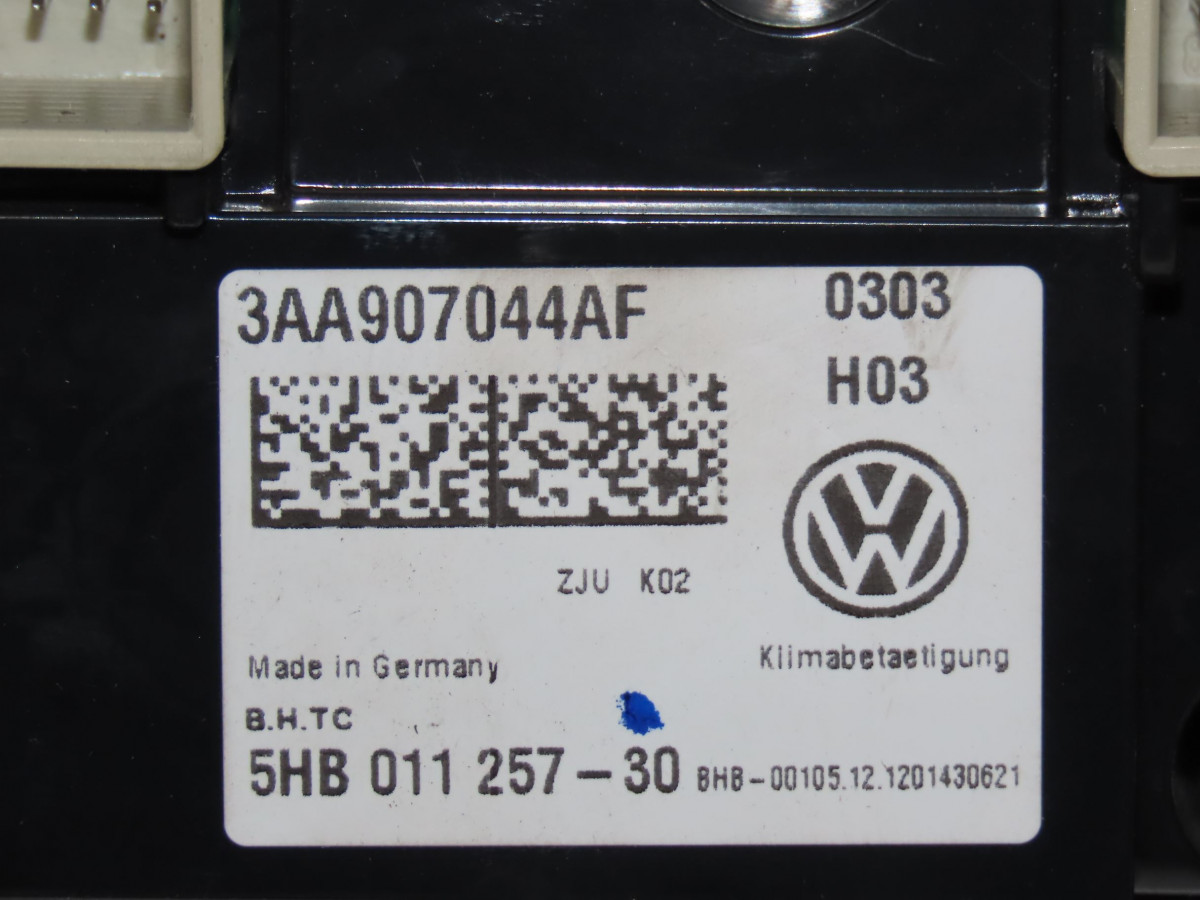 3AA907044AF
0303
H03
ZJU K02
Made in Germany
Klimabetaetigung
B.H.TC
5HB 011 257-30 BHB-00105.12.1201430621